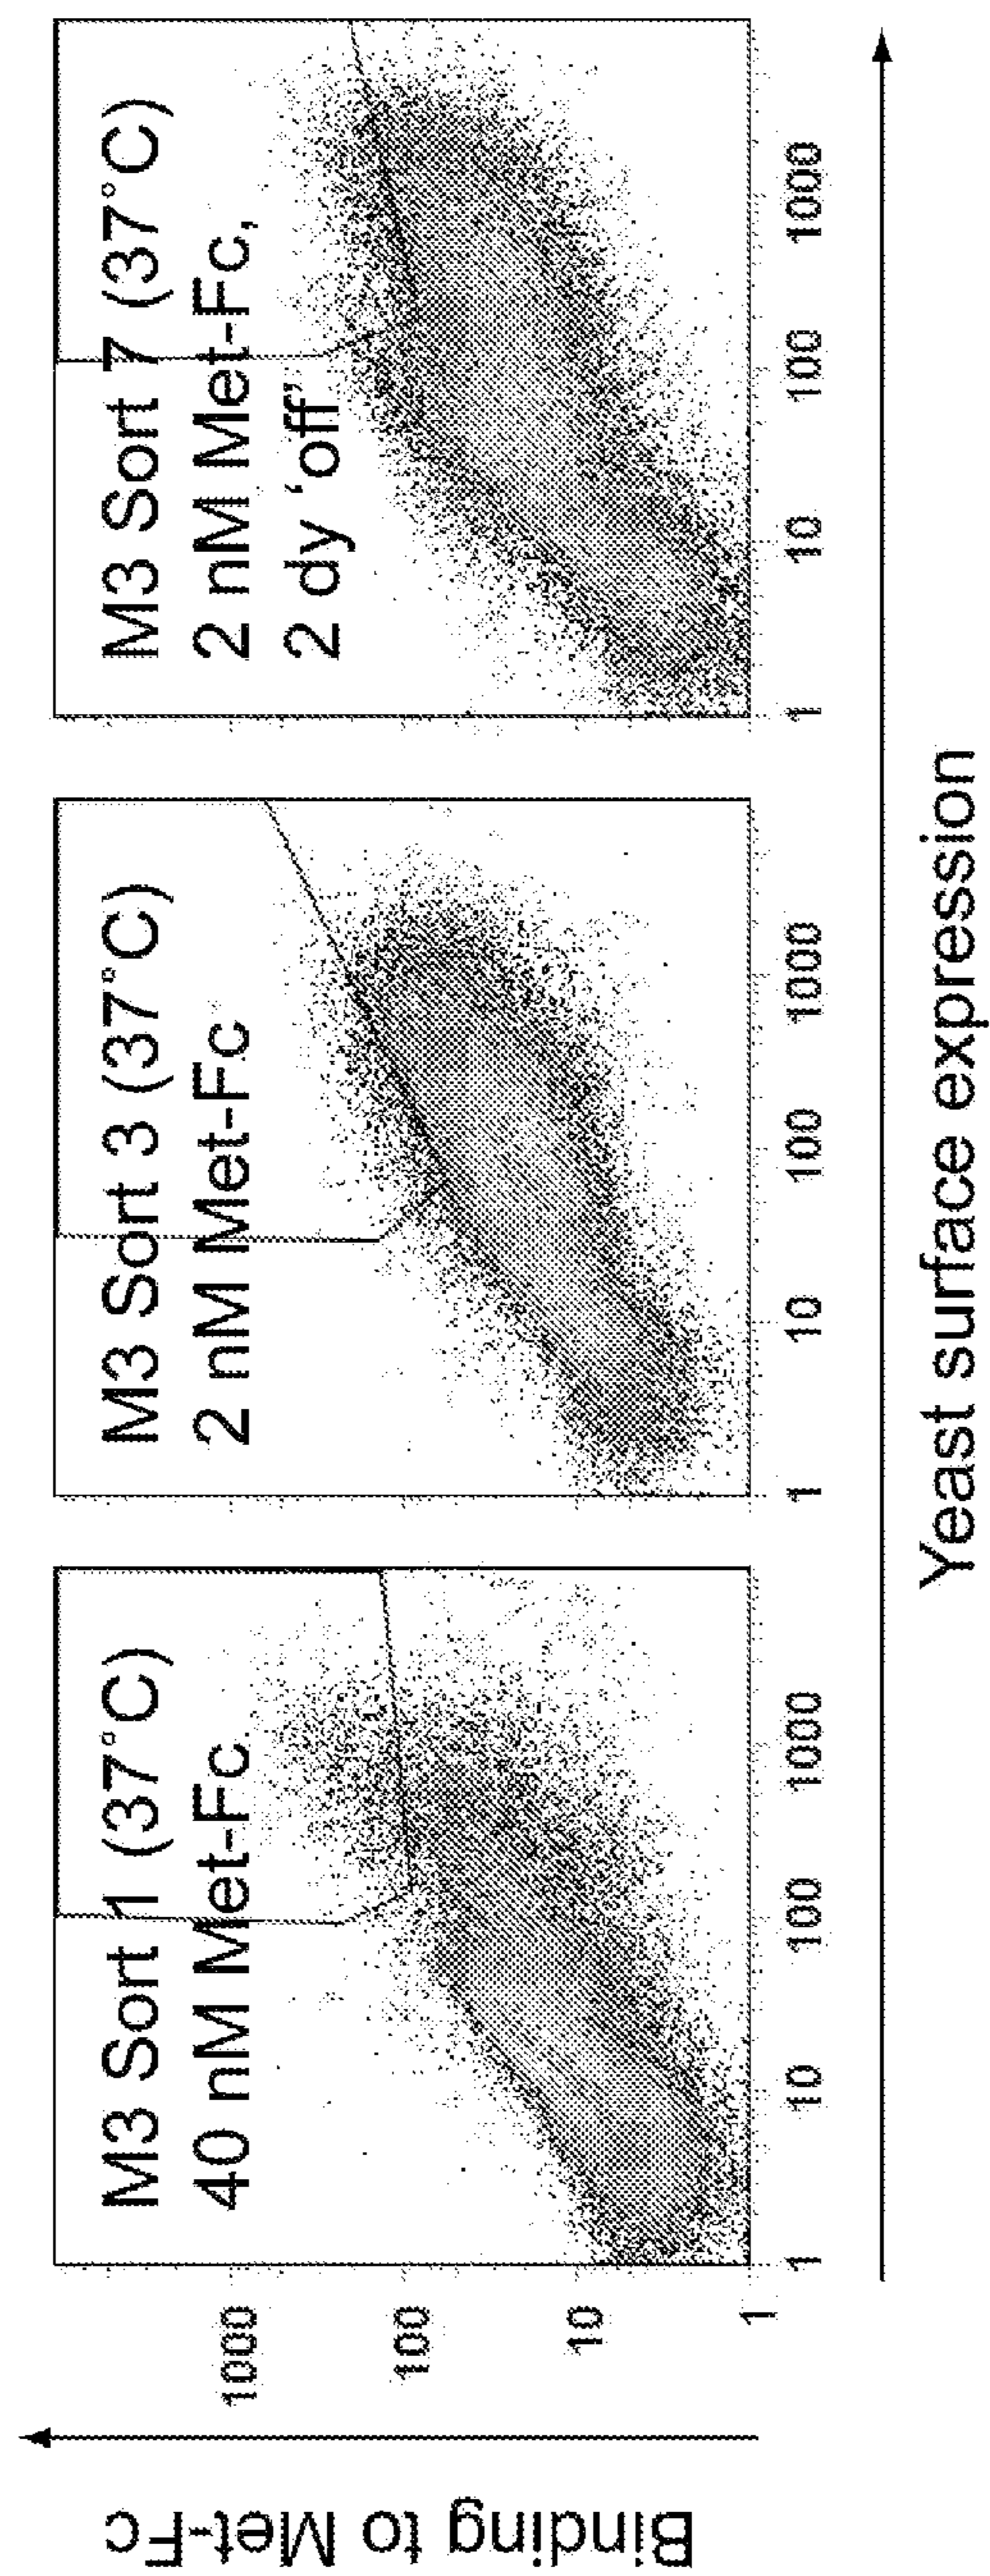 Binding to Met-Fc
1000
100
10
1
M3 Sort 1 (37°C)
40 nM Met-Fc
1
10
100
1000
M3 Sort 3 (37°C)
2 nM Met-Fc
1
10
100
1000
M3 Sort 7 (37°C)
2 nM Met-Fc,
2 dy ‘off’
1
10
100
1000
Yeast surface expression